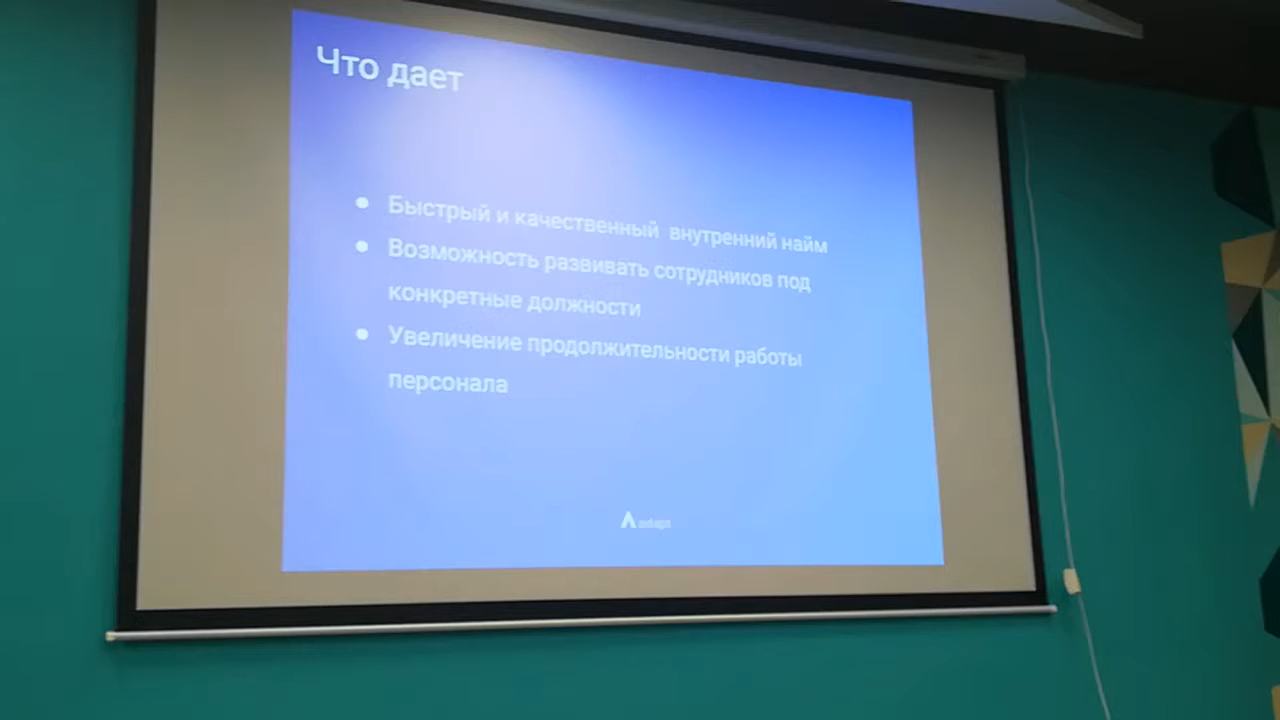 Что дает
● Быстрый и качественный внутренний найм
● Возможность развивать сотрудников под
конкретные должности
● Увеличение продолжительности работы
персонала